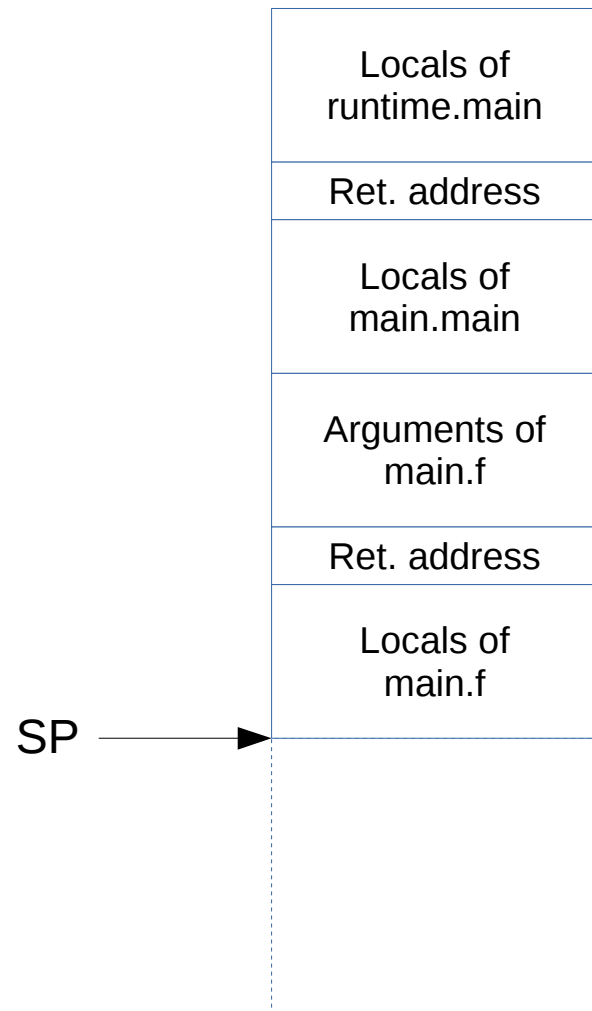 Locals of
runtime.main
Ret. address
Locals of
main.main
Arguments of
main.f
Ret. address
Locals of
main.f
SP